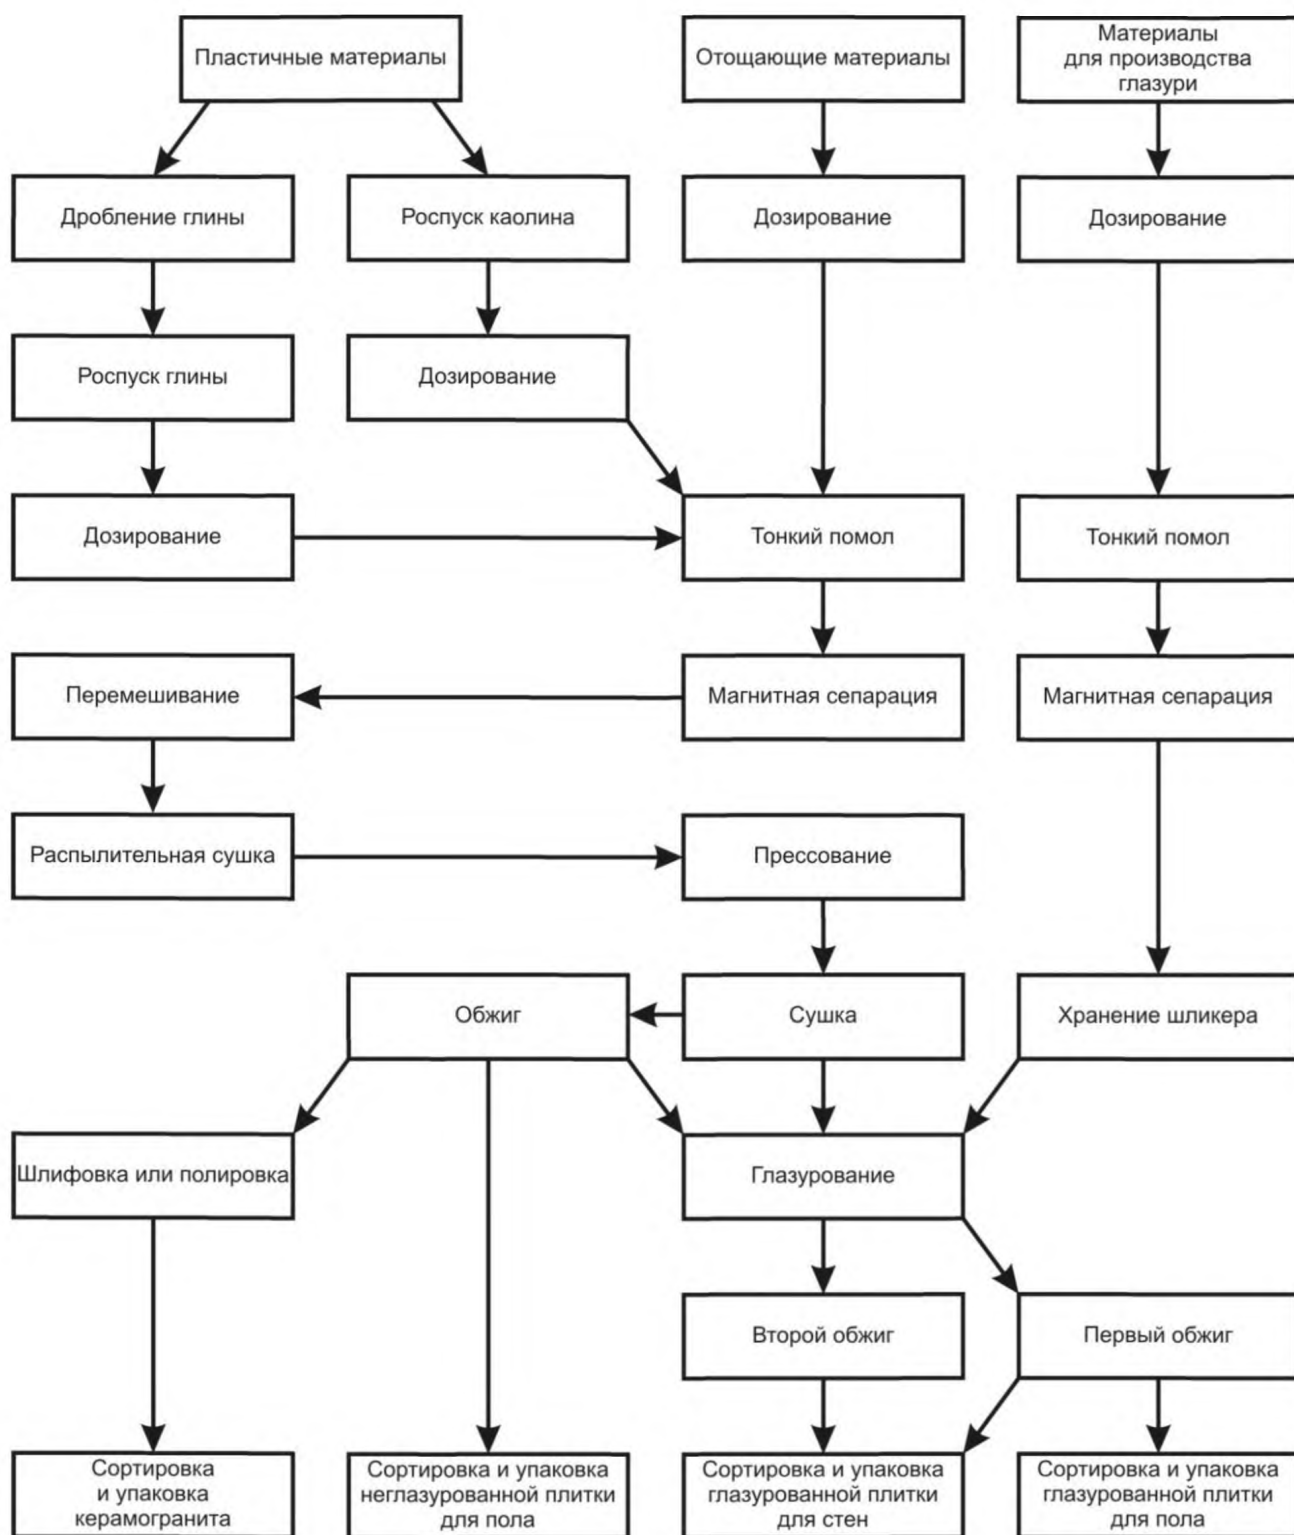 Пластичные материалы
Отощающие материалы
Материалы
для производства
глазури
Дробление глины
Роспуск каолина
Дозирование
Дозирование
Роспуск глины
Дозирование
Дозирование
Тонкий помол
Тонкий помол
Перемешивание
Магнитная сепарация
Магнитная сепарация
Распылительная сушка
Прессование
Обжиг
Сушка
Хранение шликера
Шлифовка или полировка
Глазурование
Второй обжиг
Первый обжиг
Сортировка
и упаковка
керамогранита
Сортировка и упаковка
неглазурованной плитки
для пола
Сортировка и упаковка
глазурованной плитки
для стен
Сортировка и упаковка
глазурованной плитки
для пола